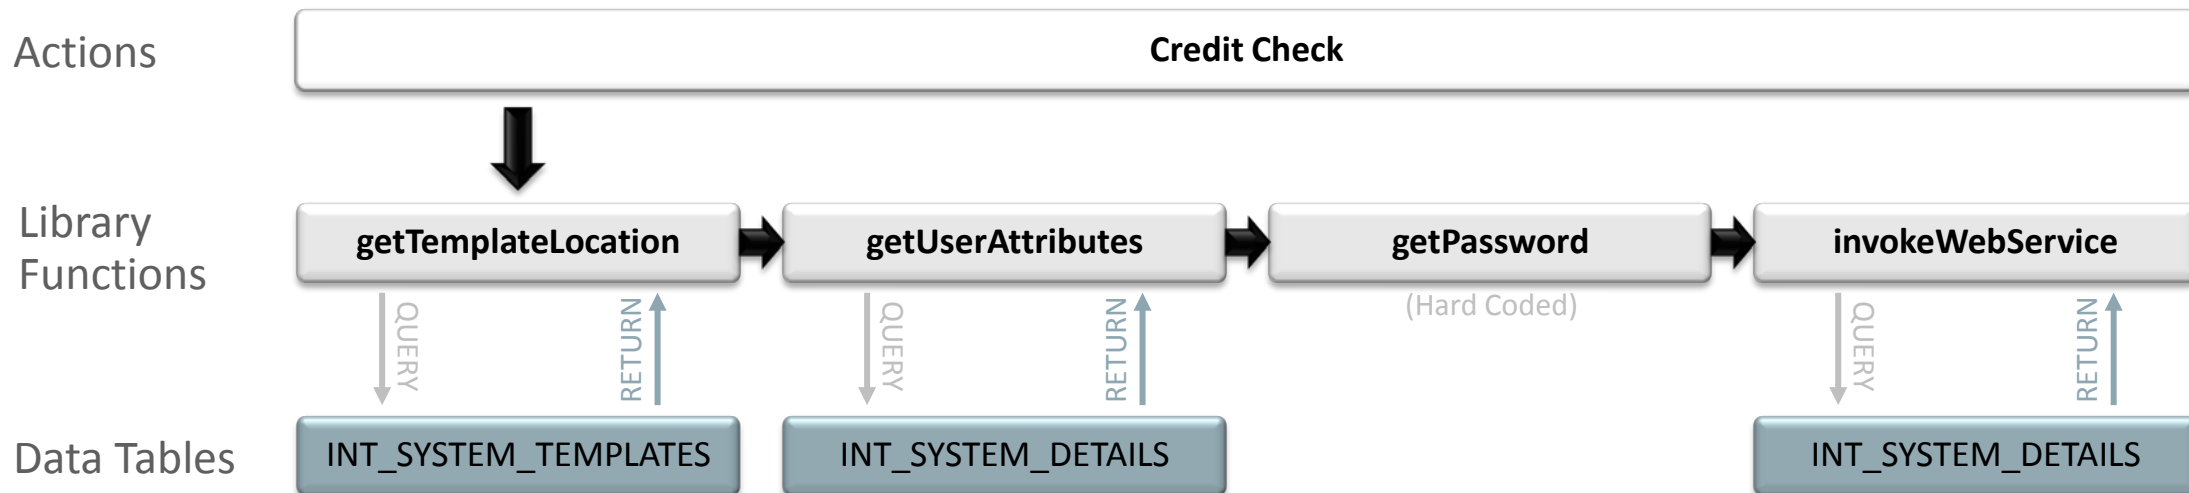 Actions
Credit Check
Library
Functions
getTemplateLocation
getUserAttributes
getPassword
invokeWebService
(Hard Coded)
QUERY
RETURN
QUERY
RETURN
QUERY
RETURN
Data Tables
INT_SYSTEM_TEMPLATES
INT_SYSTEM_DETAILS
INT_SYSTEM_DETAILS